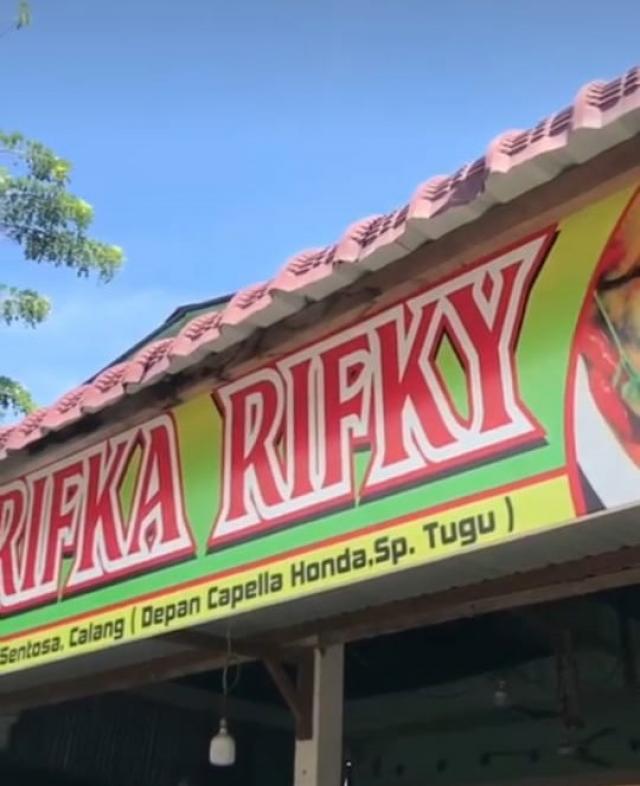 RIFKA RIFKY
Sentosa. Calang ( Depan Capella Honda,Sp. Tugu )